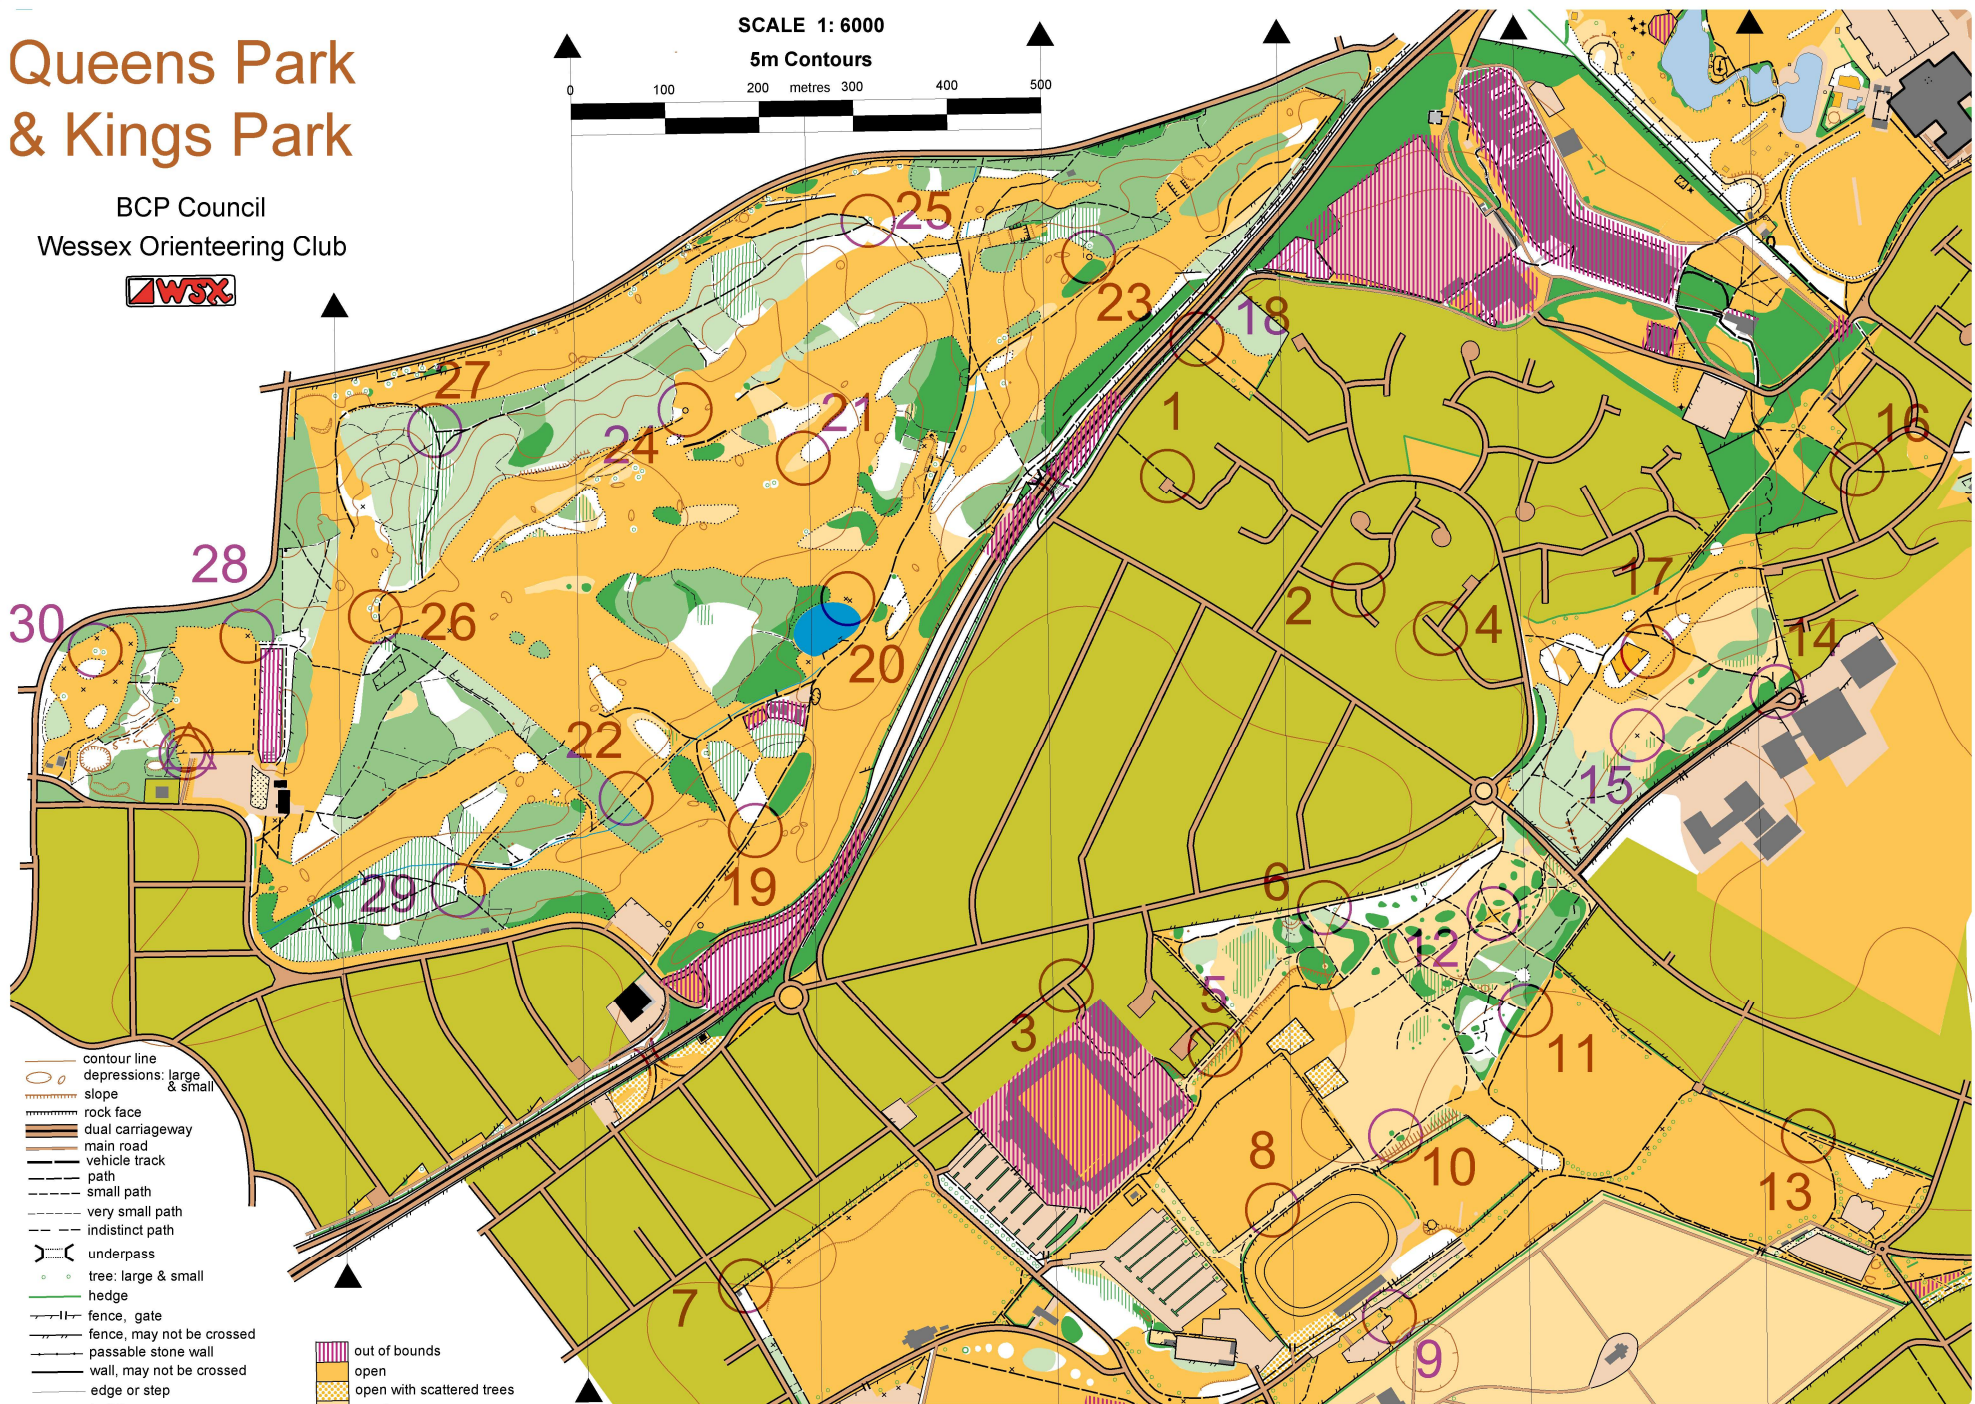 Queens Park
& Kings Park
BCP Council
Wessex Orienteering Club
WSX
SCALE 1: 6000
5m Contours
0 100 200 metres 300 400 500
25
23
18
27
24
21
1
16
28
30
26
20
2
4
17
14
22
15
29
19
6
12
5
3
11
8
10
13
7
9
contour line
depressions: large
& small
slope
rock face
dual carriageway
main road
vehicle track
path
small path
very small path
indistinct path
underpass
tree: large & small
hedge
fence, gate
fence, may not be crossed
passable stone wall
wall, may not be crossed
edge or step
out of bounds
open
open with scattered trees